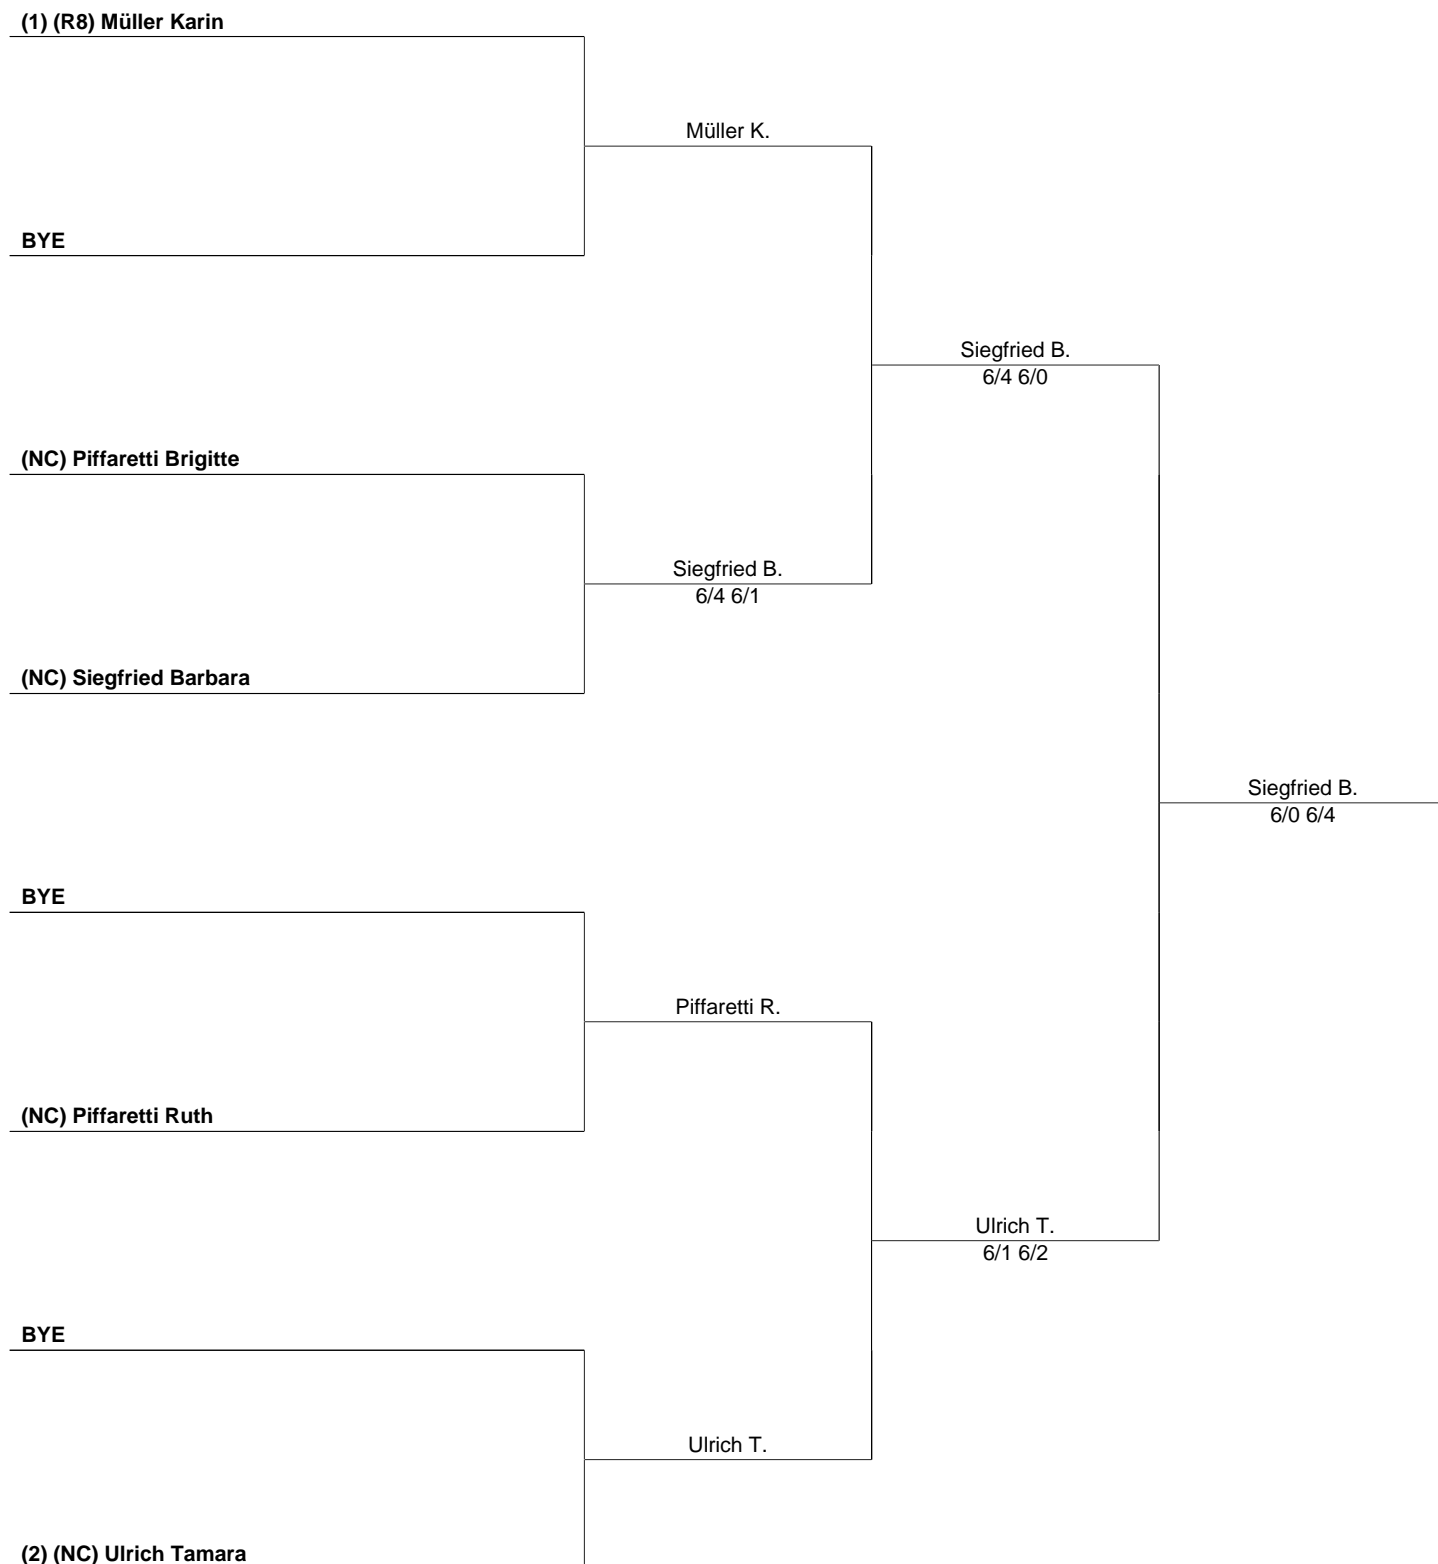 (1) (R8) Müller Karin
Müller K.
BYE
Siegfried B.
6/4 6/0
(NC) Piffaretti Brigitte
Siegfried B.
6/4 6/1
(NC) Siegfried Barbara
Siegfried B.
6/0 6/4
BYE
Piffaretti R.
(NC) Piffaretti Ruth
Ulrich T.
6/1 6/2
BYE
Ulrich T.
(2) (NC) Ulrich Tamara